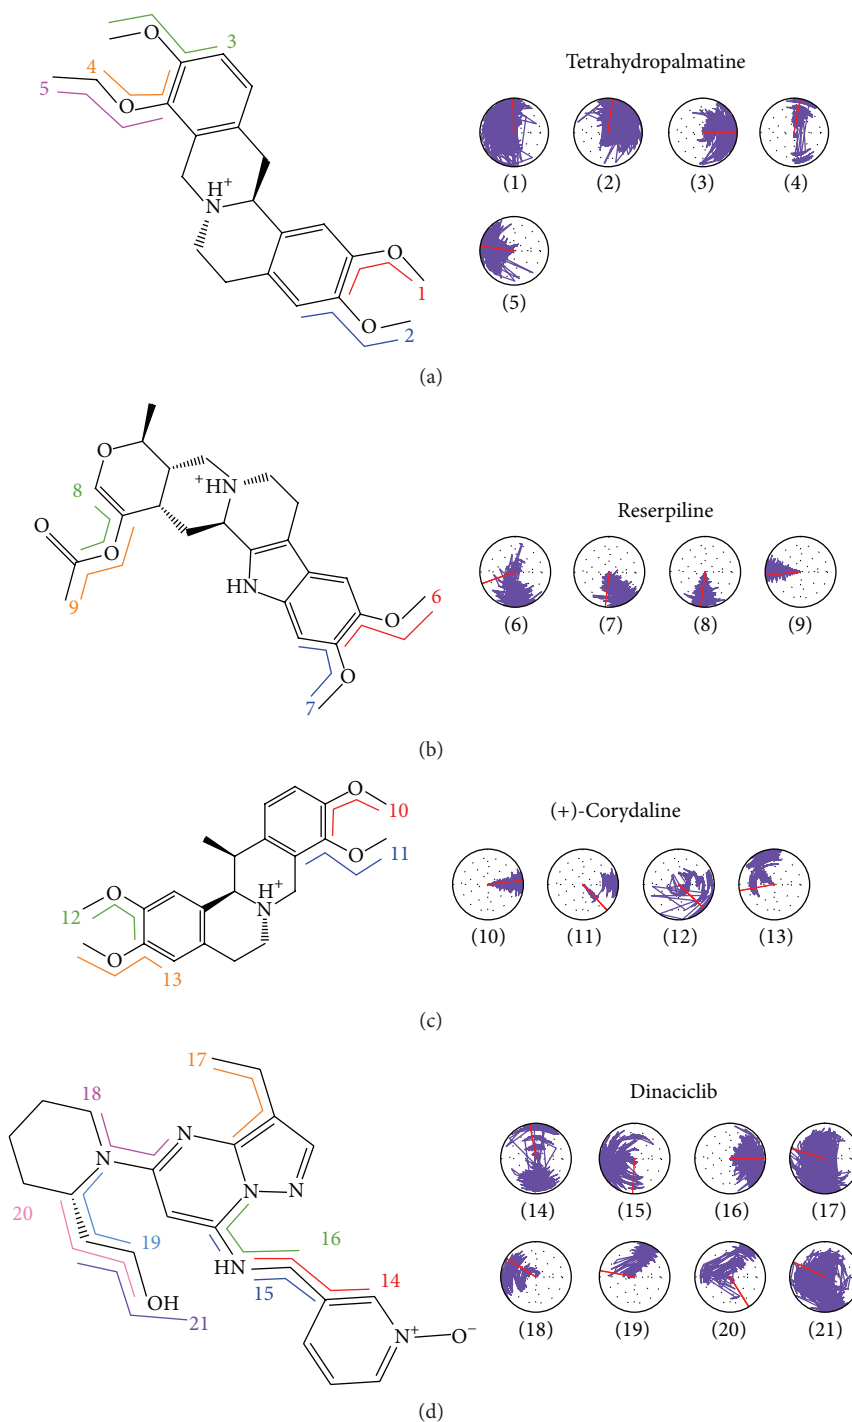 3
O
4
5
O
H+
N
O
1
O
2
Tetrahydropalmatine
(1) (2) (3) (4)
(5)
(a)
O
+HN
8
O
O
9
HN
6
O
O
7
Reserpiline
(6) (7) (8) (9)
(b)
O
10
O
11
O
H+
N
12
O
13
(+)-Corydaline
(10) (11) (12) (13)
(c)
17
18
N
N
N
N
20
19
16
HN
14
OH
15
21
N+
O−
Dinaciclib
(14) (15) (16) (17)
(18) (19) (20) (21)
(d)